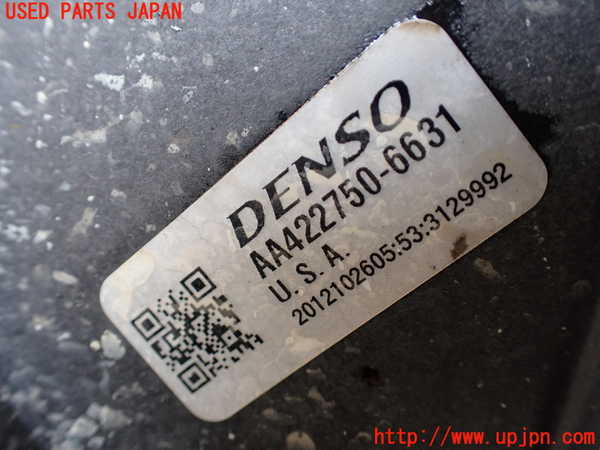 USED PARTS JAPAN
DENSO
AA422750-6631
U. S. A.
2012102605:53:3129992
http://www.upjpn.com/